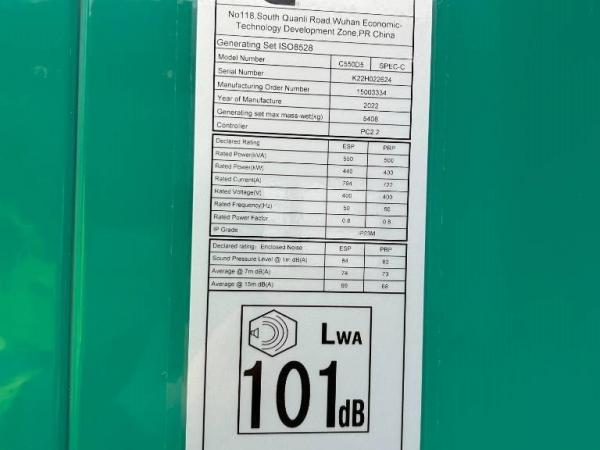 No118,South Quanli Road,Wuhan Economic-
Technology Development Zone,PR China
Generating Set ISO8528
Model Number C550D5 SPEC-C
Serial Number K22H022624
Manufacturing Order Number 15003334
Year of Manufacture 2022
Generating set max mass-wet(kg) 5408
Controller PC2.2
Declared Rating ESP PRP
Rated Power(kVA) 550 500
Rated Power(kW) 440 400
Rated Current(A) 794 722
Rated Voltage(V) 400 400
Rated Frequency(Hz) 50 50
Rated Power Factor 0.8 0.8
IP Grade IP23M
Declared rating: Enclosed Noise ESP PRP
Sound Pressure Level @ 1m dB(A) 84 82
Average @ 7m dB(A) 74 73
Average @ 15m dB(A) 69 68
LWA
101dB